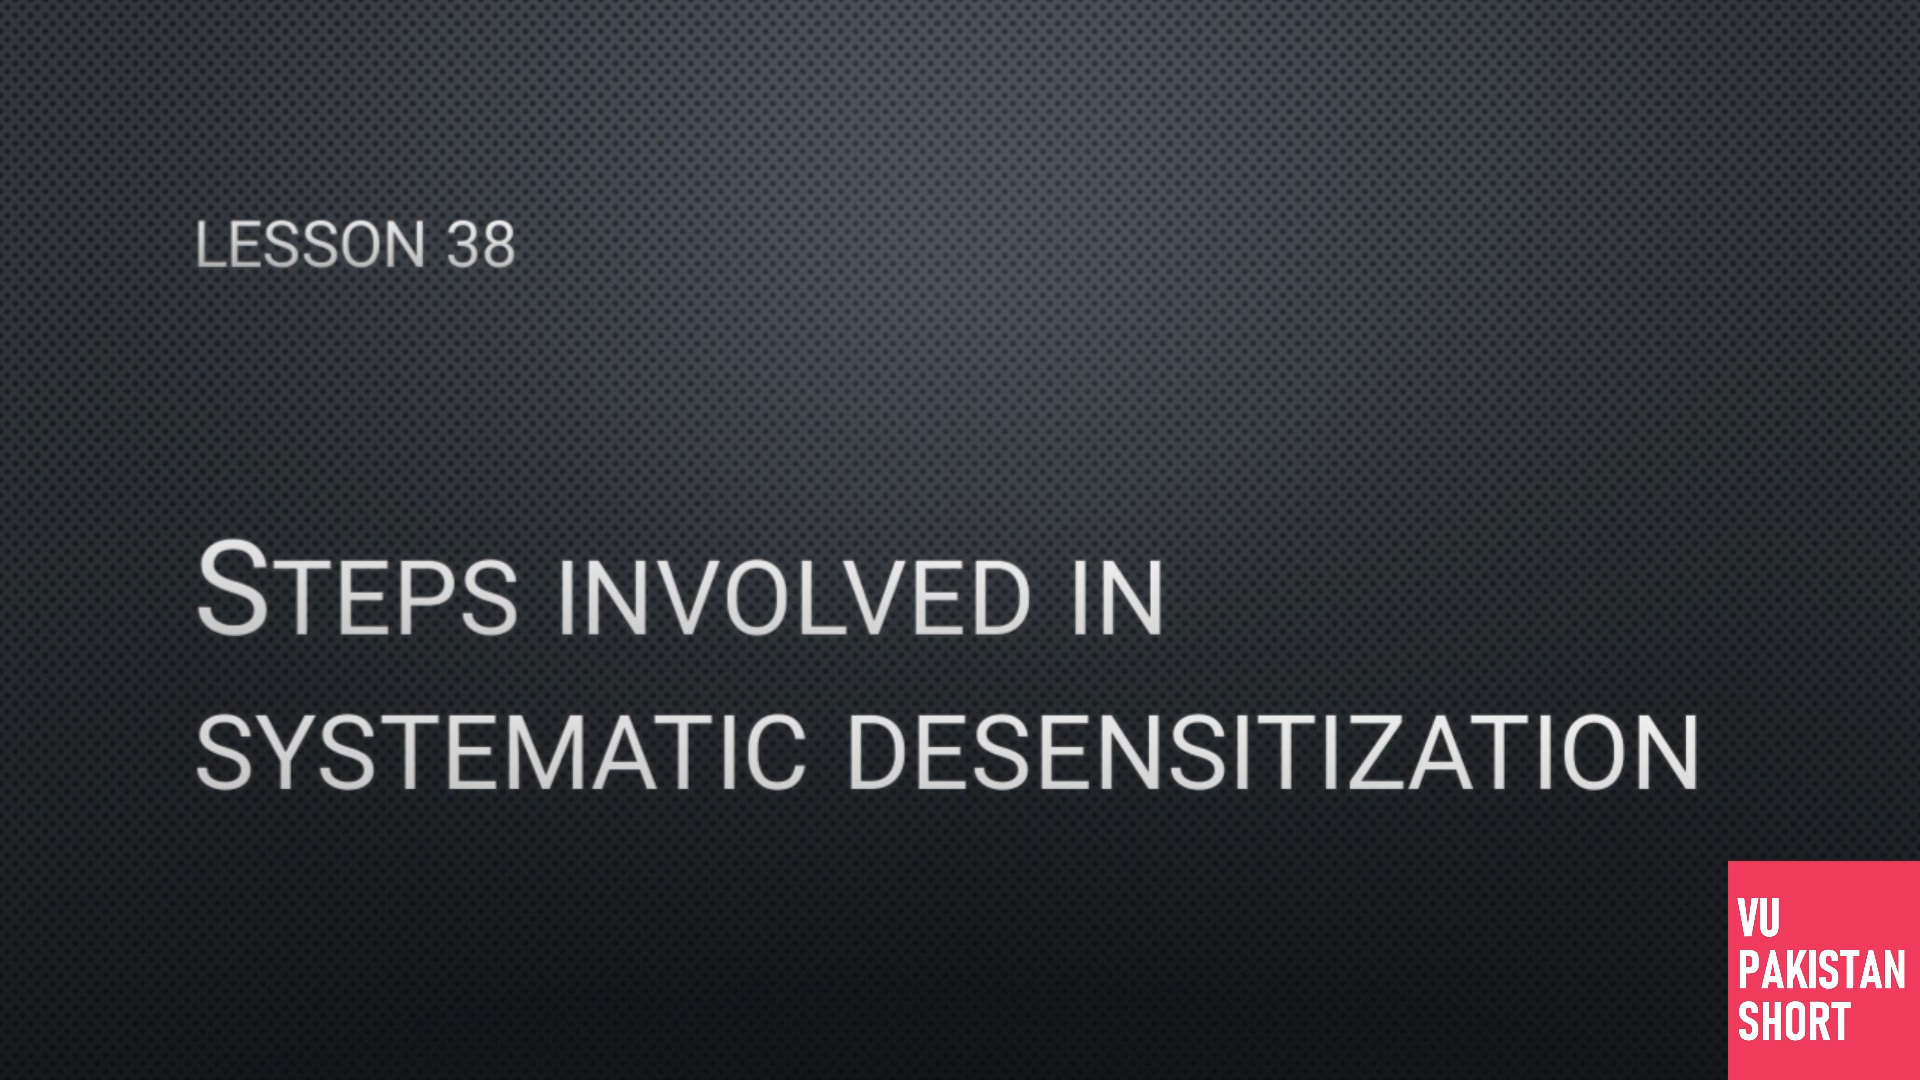 LESSON 38
STEPS INVOLVED IN
SYSTEMATIC DESENSITIZATION
VU
PAKISTAN
SHORT